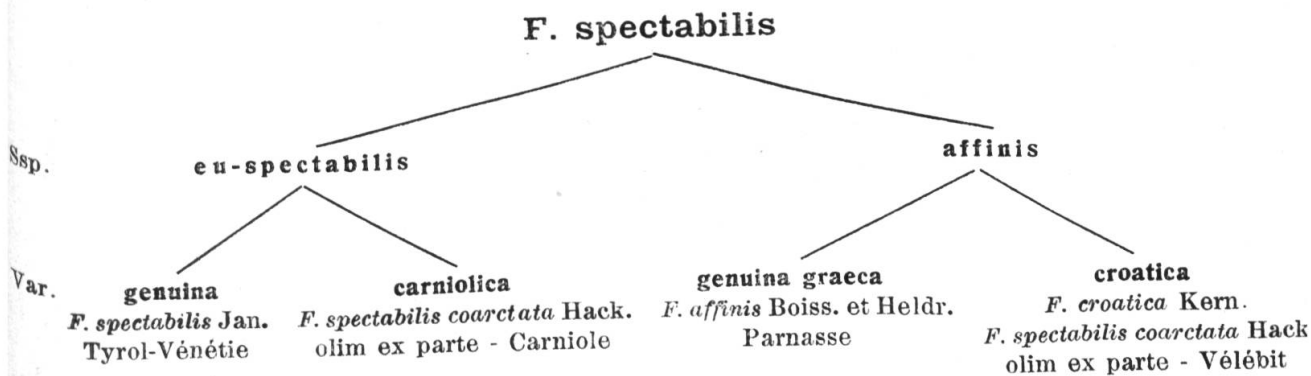 F. spectabilis
Ssp.
eu-spectabilis
affinis
Var.
genuina
F. spectabilis Jan.
Tyrol-Vénétie
carniolica
F. spectabilis coarctata Hack.
olim ex parte - Carniole
genuina graeca
F. affinis Boiss. et Heldr.
Parnasse
croatica
F. croatica Kern.
F. spectabilis coarctata Hack
olim ex parte - Vélébit